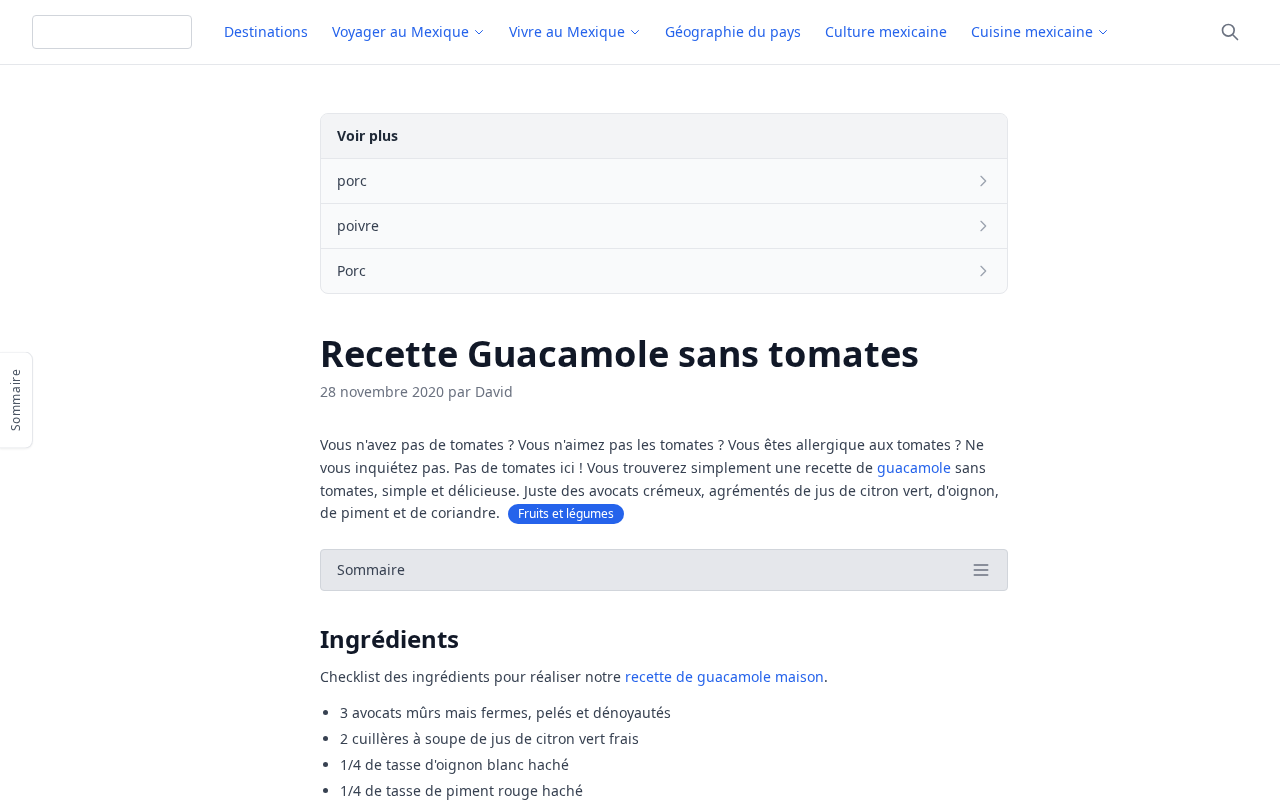 Destinations
Voyager au Mexique
Vivre au Mexique
Géographie du pays
Culture mexicaine
Cuisine mexicaine
Voir plus
porc
poivre
Porc
Sommaire
Recette Guacamole sans tomates
28 novembre 2020 par David
Vous n'avez pas de tomates ? Vous n'aimez pas les tomates ? Vous êtes allergique aux tomates ? Ne
vous inquiétez pas. Pas de tomates ici ! Vous trouverez simplement une recette de guacamole sans
tomates, simple et délicieuse. Juste des avocats crémeux, agrémentés de jus de citron vert, d'oignon,
de piment et de coriandre. Fruits et légumes
Sommaire
Ingrédients
Checklist des ingrédients pour réaliser notre recette de guacamole maison.
• 3 avocats mûrs mais fermes, pelés et dénoyautés
• 2 cuillères à soupe de jus de citron vert frais
• 1/4 de tasse d'oignon blanc haché
• 1/4 de tasse de piment rouge haché